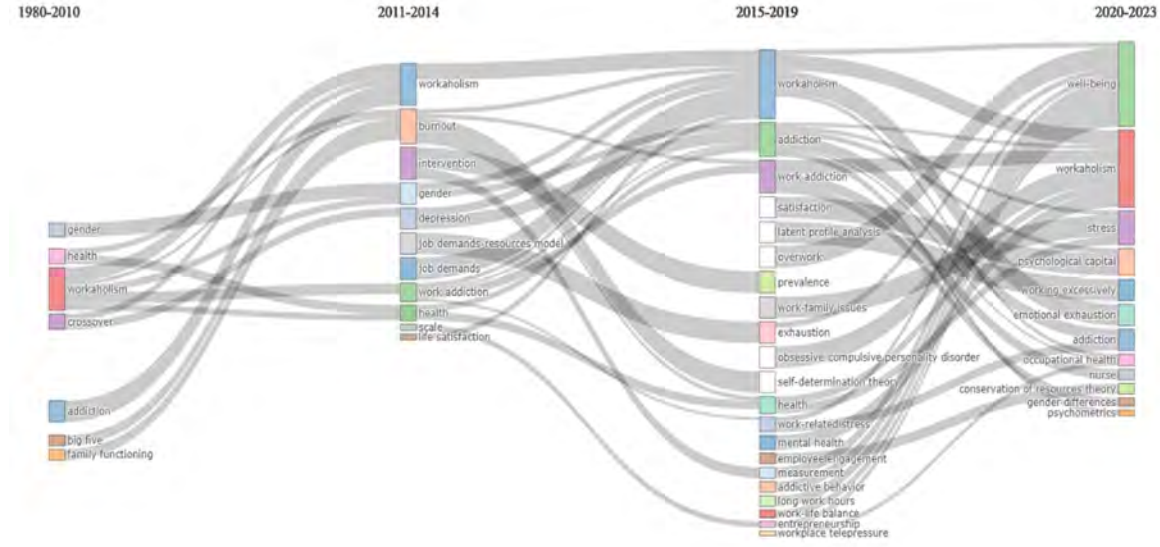 1980-2010
2011-2014
2015-2019
2020-2023
gender
health
workaholism
crossover
addiction
big five
family functioning
workaholism
burnout
intervention
gender
depression
job demands-resources model
job demands
work addiction
health
scale
life satisfaction
workaholism
addiction
work addiction
satisfaction
latent profile analysis
overwork
prevalence
work-family issues
exhaustion
obsessive compulsive personality disorder
self-determination theory
health
work-relatedistress
mental health
employee engagement
measurement
addictive behavior
long work hours
work-life balance
entrepreneurship
workplace telepressure
well-being
workaholism
stress
psychological capital
working excessively
emotional exhaustion
addiction
occupational health
nurse
conservation of resources theory
gender differences
psychometrics